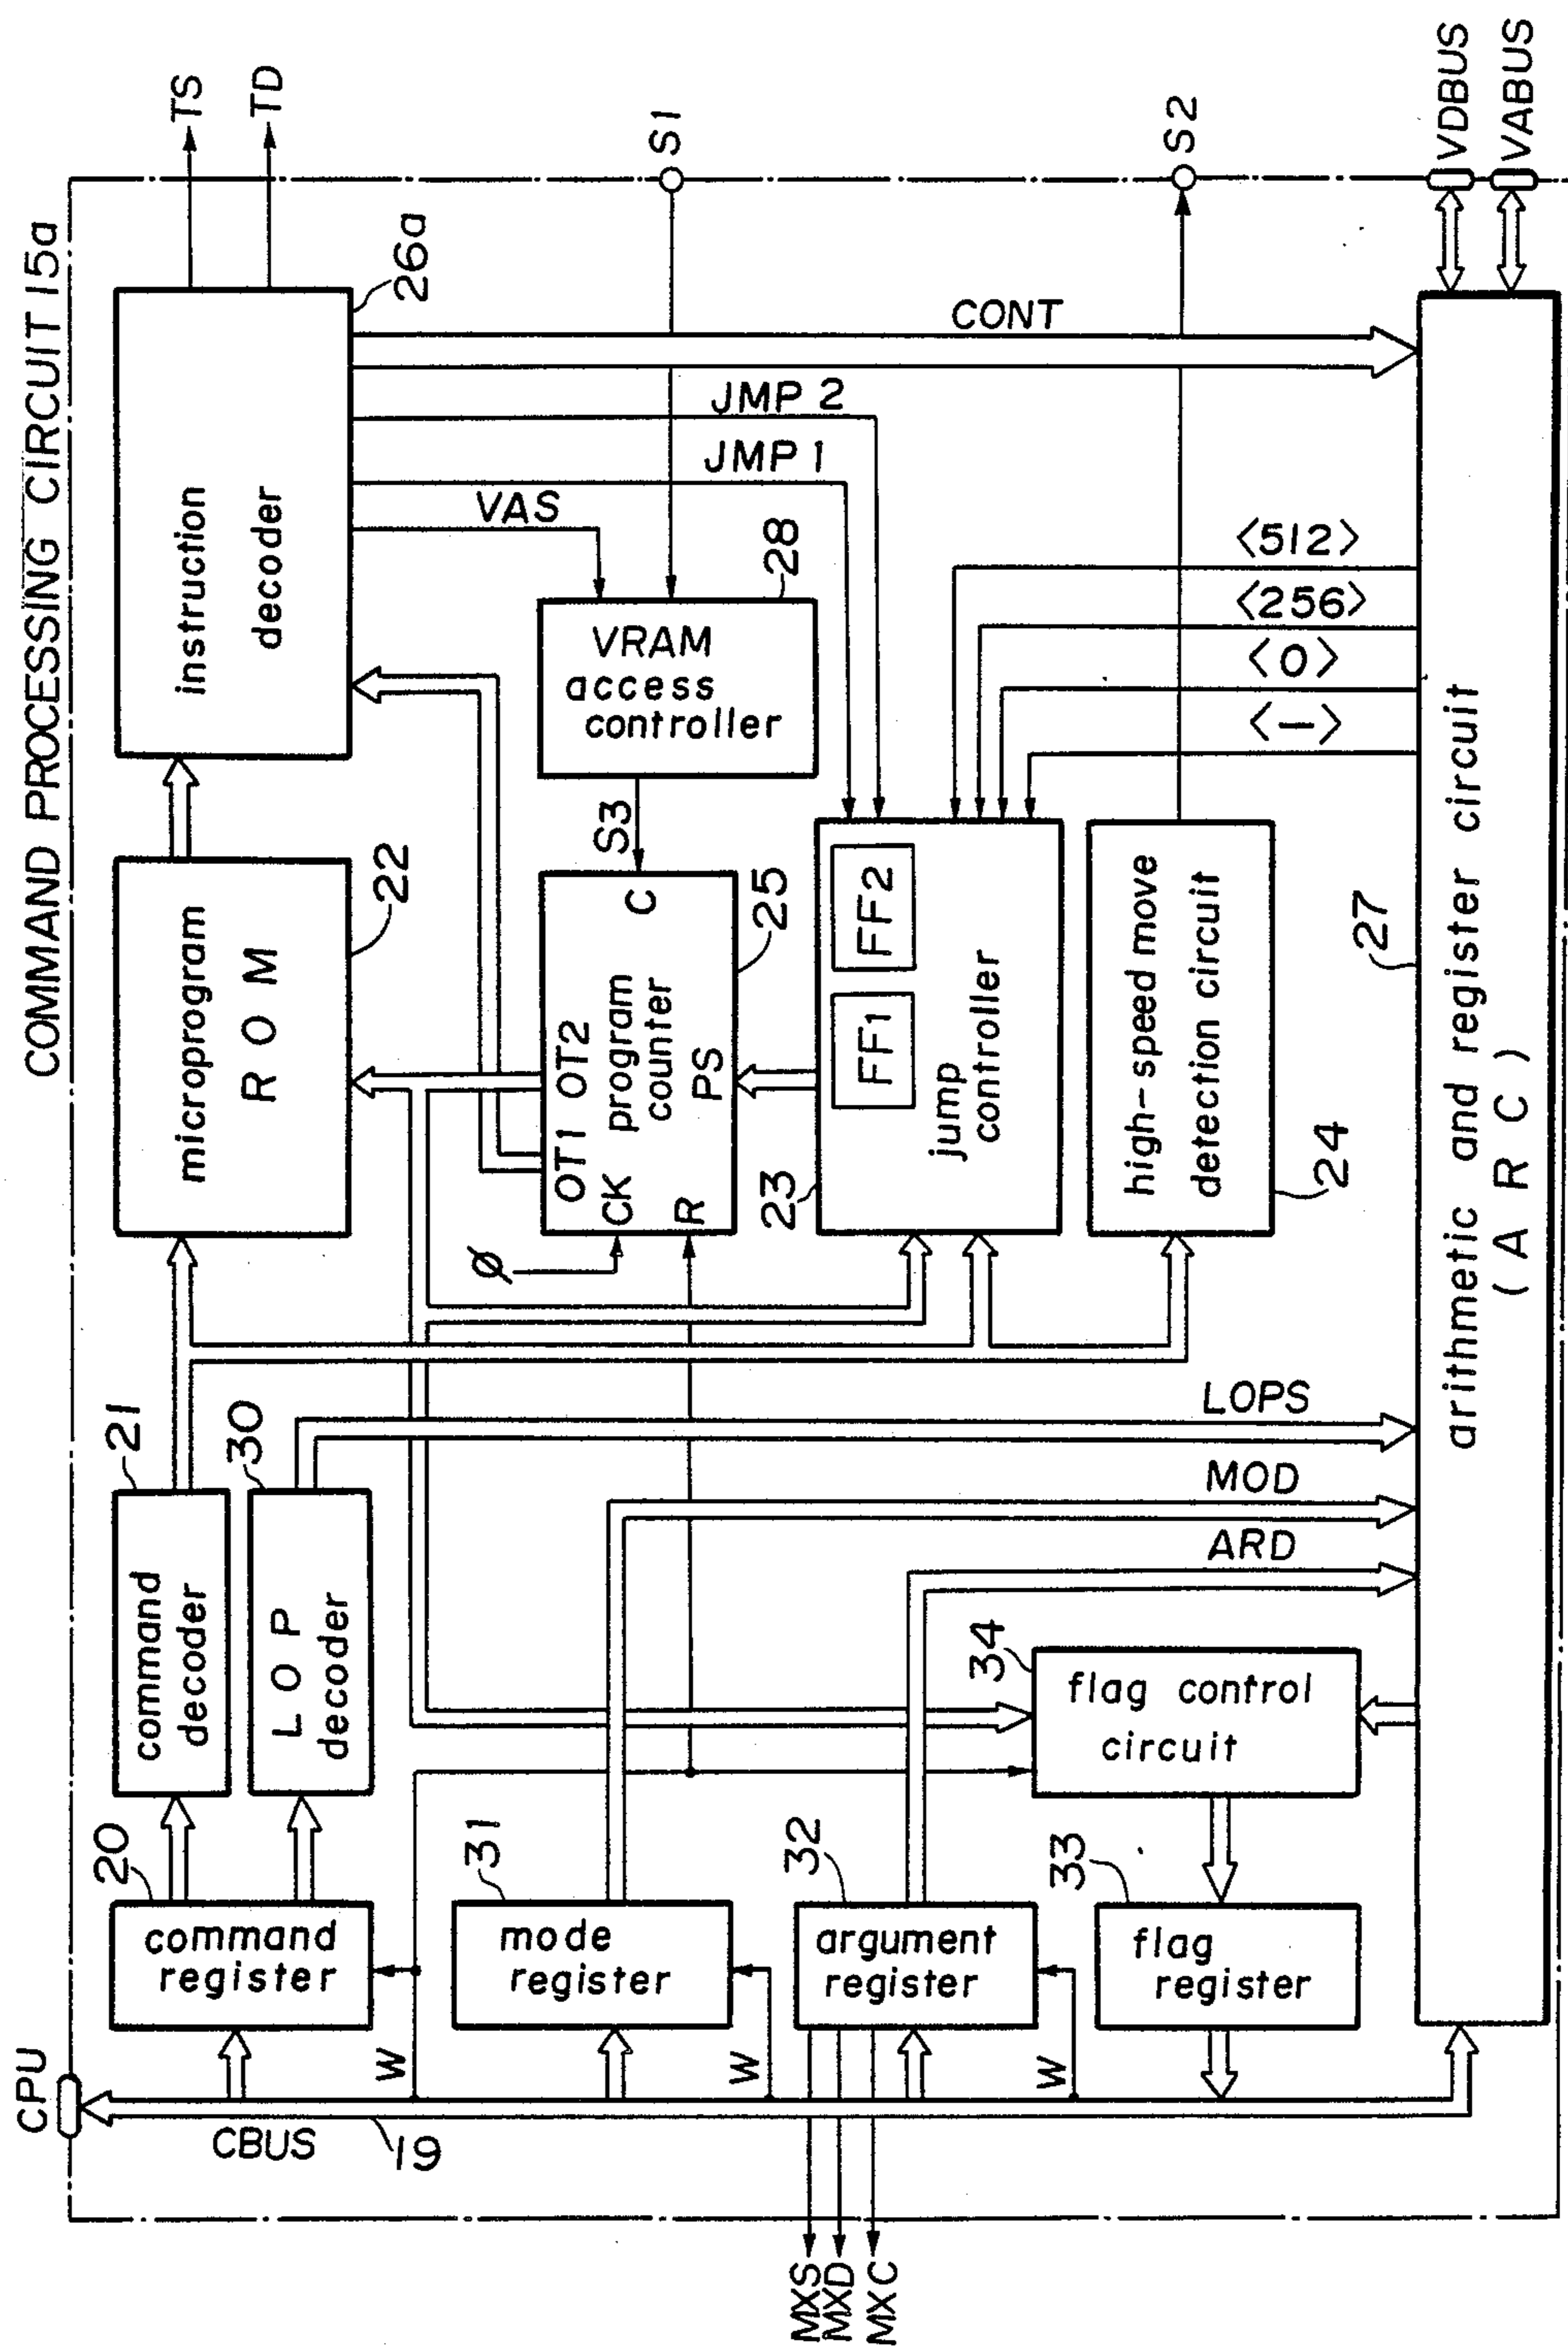 COMMAND PROCESSING CIRCUIT 15a
CPU
CBUS
19
20
command
register
21
command
decoder
30
L O P
decoder
microprogram
R O M
22
instruction
decoder
26a
TS
TD
W
31
mode
register
W
32
argument
register
W
MXS
MXD
MXC
33
flag
register
34
flag control
circuit
LOPS
MOD
ARD
Ø
OT1 OT2
CK
program
counter
R
PS
C
25
S3
VRAM
access
controller
28
VAS
JMP 1
JMP 2
CONT
S1
S2
23
FF1
FF2
jump
controller
high-speed move
detection circuit
24
<512>
<256>
<0>
<->
27
arithmetic and register circuit
( A R C )
VDBUS
VABUS